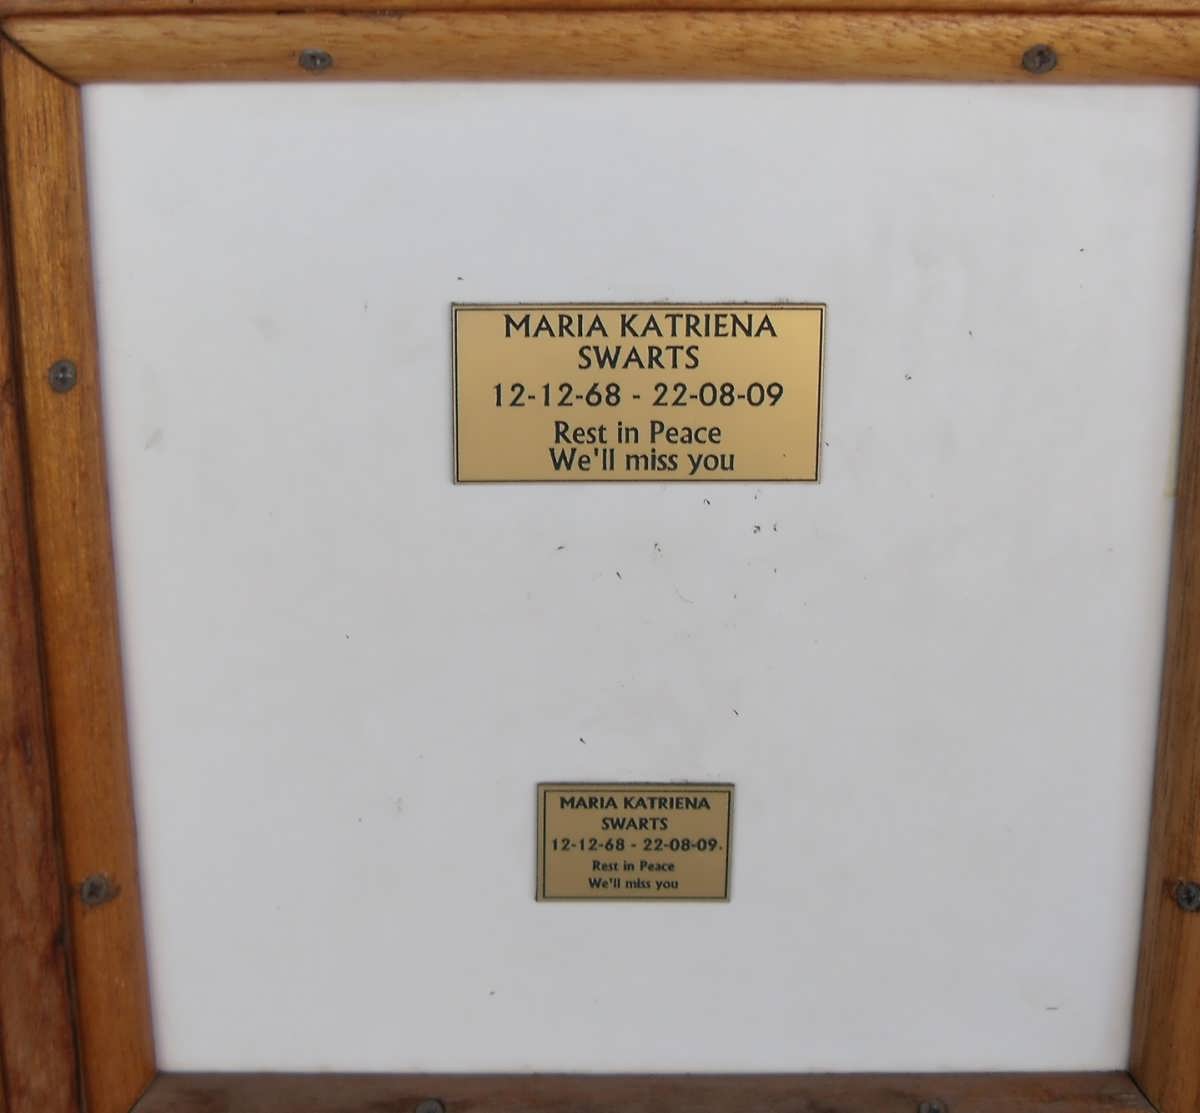 MARIA KATRIENA
SWARTS
12-12-68 - 22-08-09
Rest in Peace
We'll miss you
MARIA KATRIENA
SWARTS
12-12-68 - 22-08-09.
Rest in Peace
We'll miss you